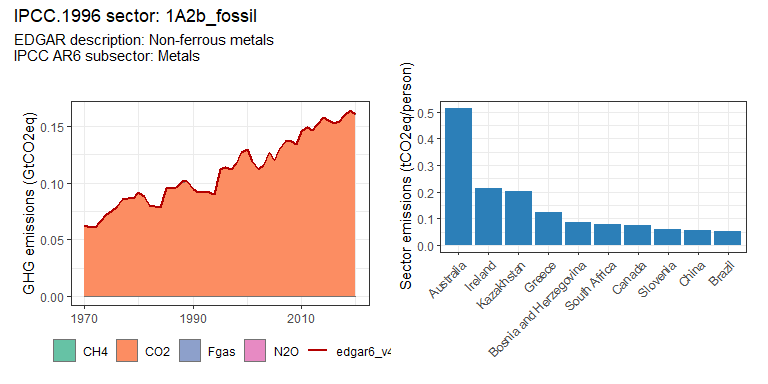 IPCC.1996 sector: 1A2b_fossil
EDGAR description: Non-ferrous metals
IPCC AR6 subsector: Metals
GHG emissions (GtCO2eq)
0.15
0.10
0.05
0.00
1970
1990
2010
CH4
CO2
Fgas
N2O
edgar6_v4
Sector emissions (tCO2eq/person)
0.5
0.4
0.3
0.2
0.1
0.0
Australia
Ireland
Kazakhstan
Greece
Bosnia and Herzegovina
South Africa
Canada
Slovenia
China
Brazil